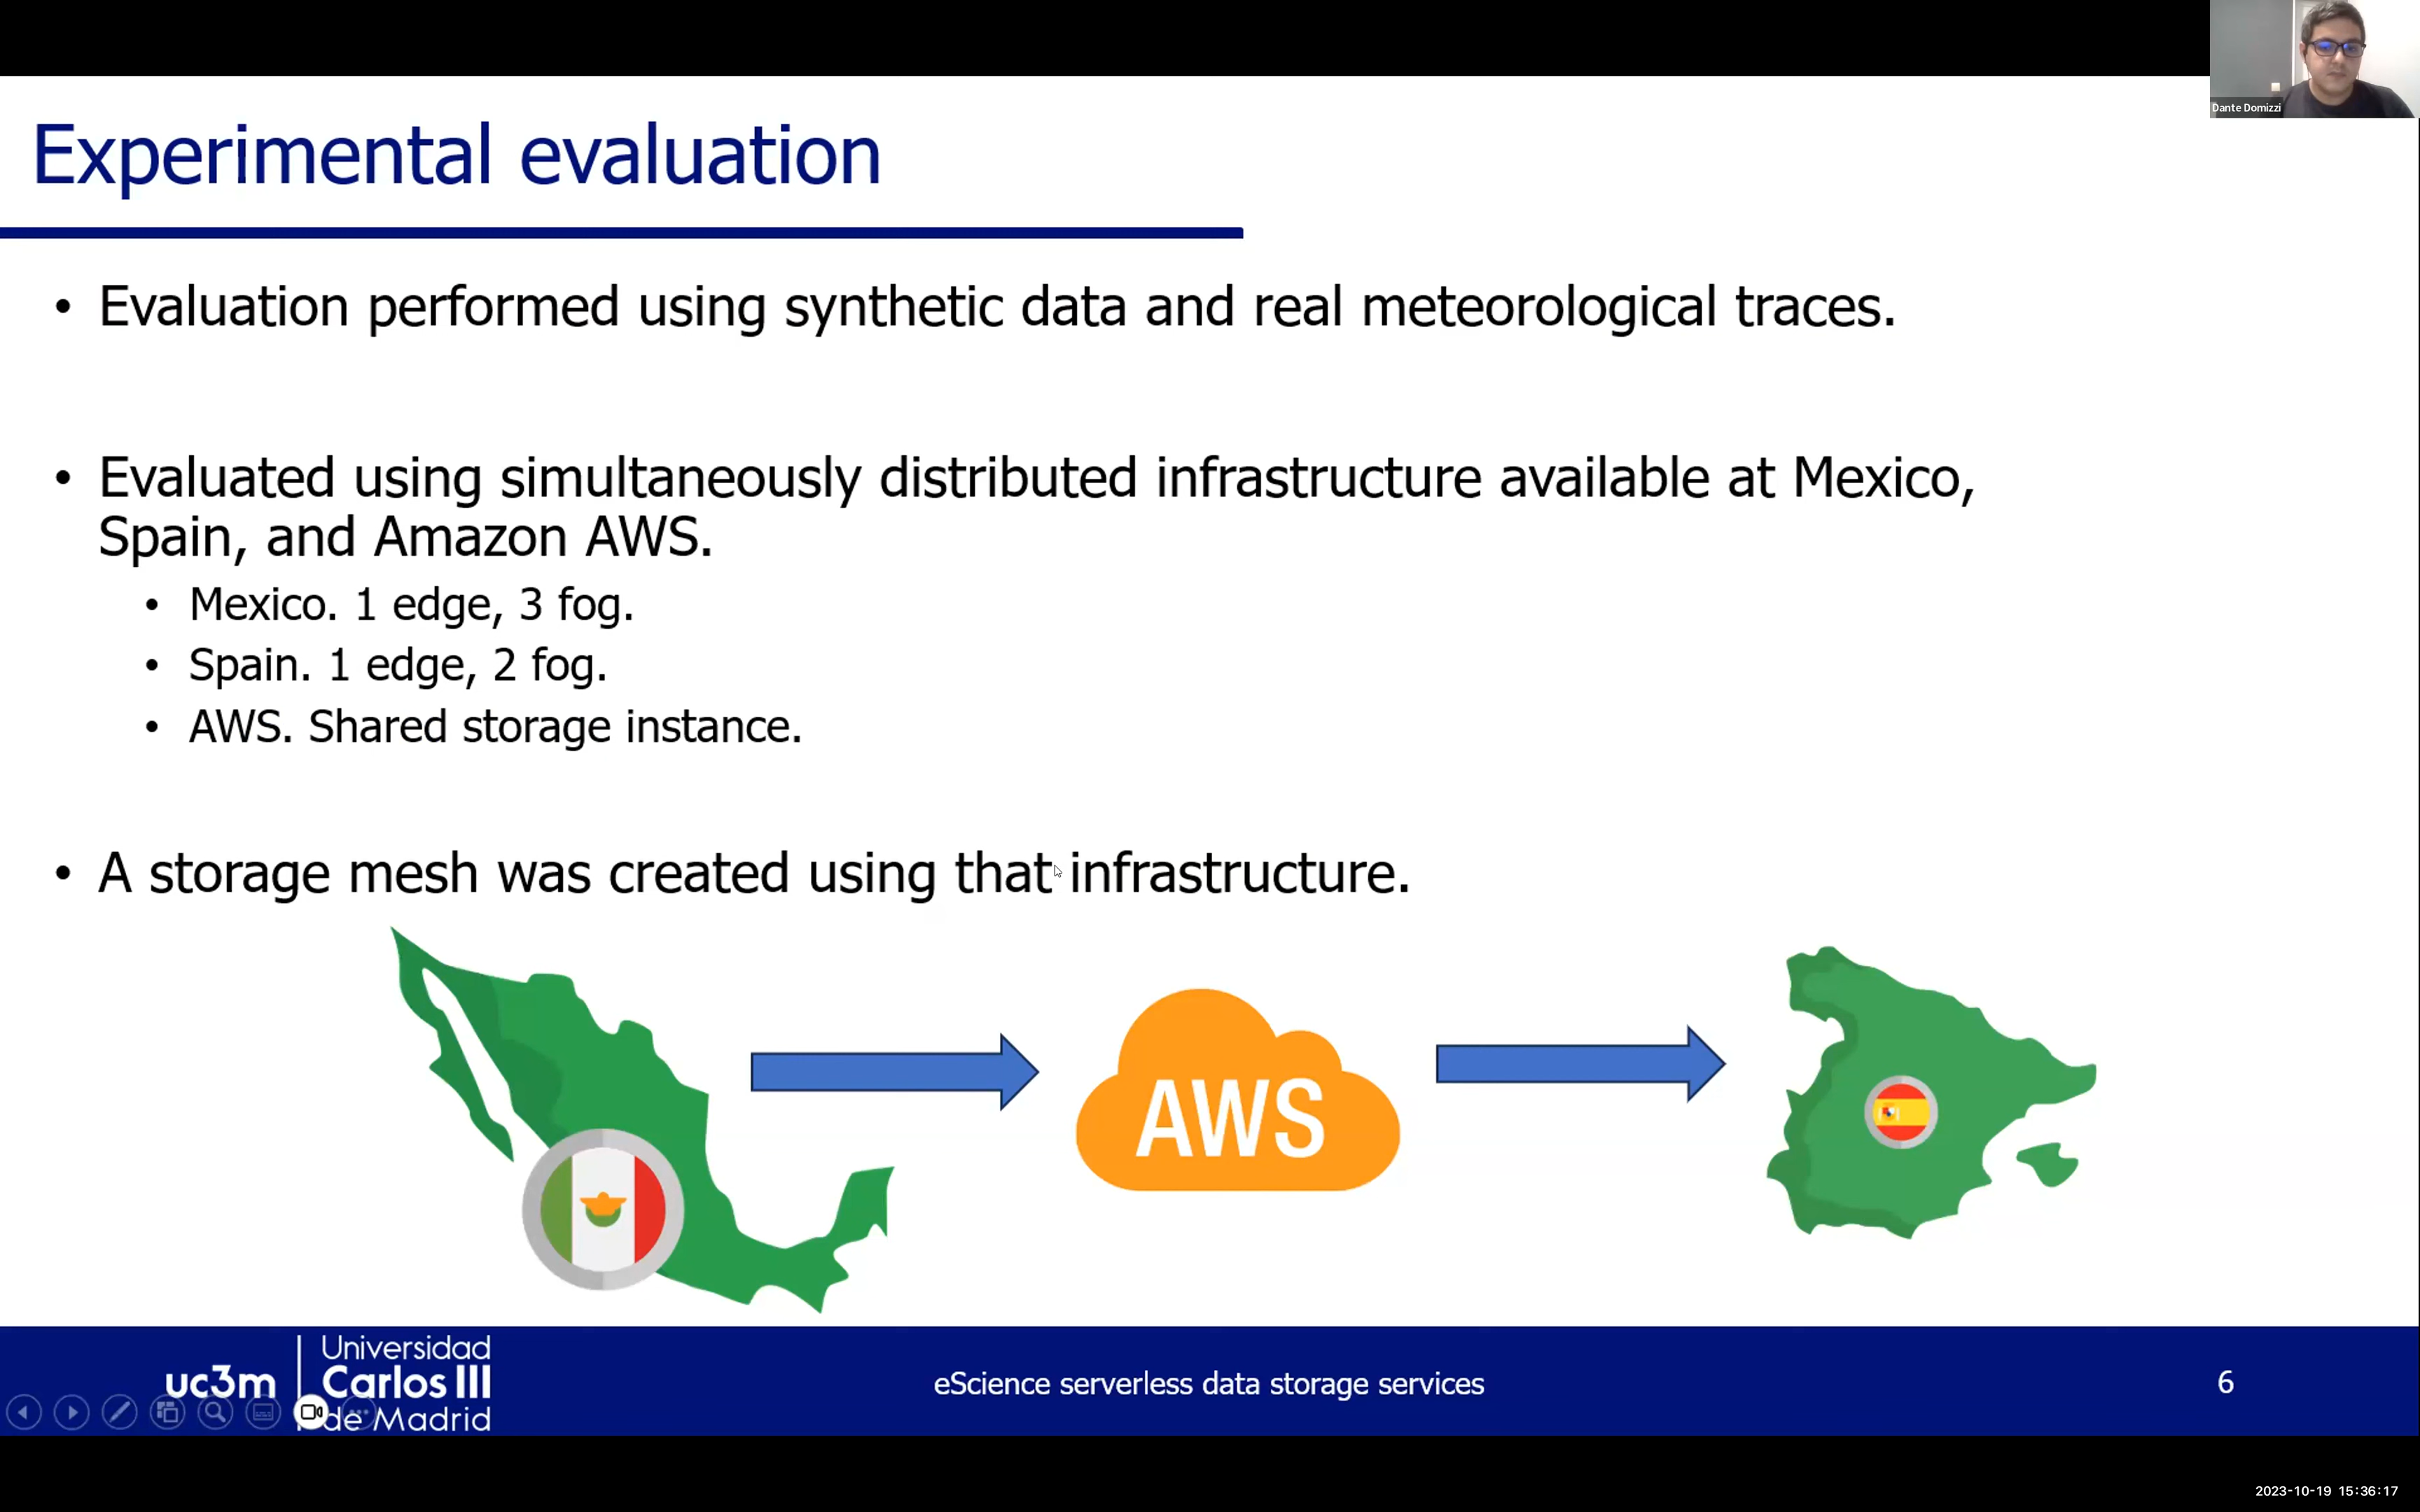 Dante Domizzi
Experimental evaluation
• Evaluation performed using synthetic data and real meteorological traces.
• Evaluated using simultaneously distributed infrastructure available at Mexico,
Spain, and Amazon AWS.
• Mexico. 1 edge, 3 fog.
• Spain. 1 edge, 2 fog.
• AWS. Shared storage instance.
• A storage mesh was created using that infrastructure.
AWS
uc3m
Universidad
Carlos III
de Madrid
eScience serverless data storage services
6
2023-10-19 15:36:17